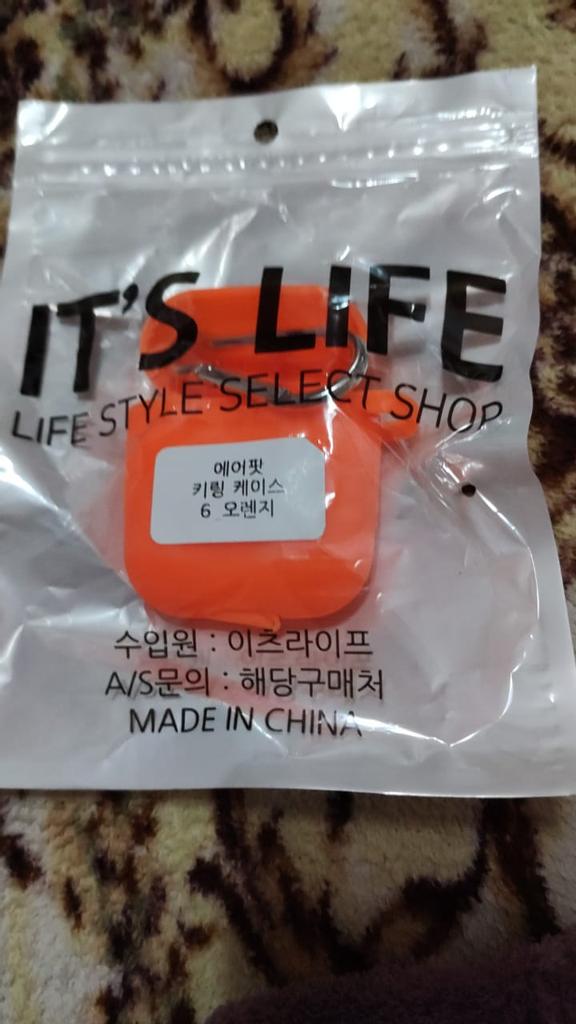 IT'S LIFE
LIFE STYLE SELECT SHOP
에어팟
키링 케이스
6 오렌지
수입원 : 이츠라이프
A/S문의 : 해당구매처
MADE IN CHINA